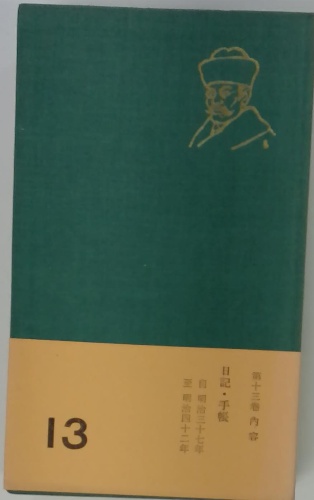 第十三巻内容
日記・手帳
自明治三十七年
至明治四十二年
13